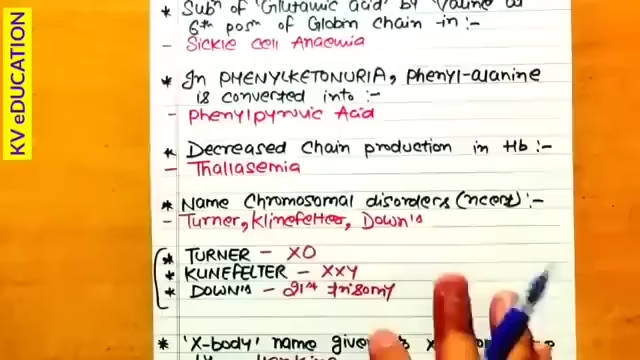 KV eDUCATION
* Subⁿ of 'Glutamic acid' by Valine at
6th posⁿ of Globin Chain in :-
- Sickle cell Anaemia
* In PHENYLKETONURIA, phenyl-alanine
is converted into :-
- Phenylpyruvic Acid
* Decreased Chain production in Hb :-
- Thallasemia
* Name Chromosomal disorders (ncert) :-
- Turner, Klinefelter, Down's
* TURNER - XO
* KLINEFELTER - XXY
* DOWN's - 21st trisomy
* 'X-body' name given